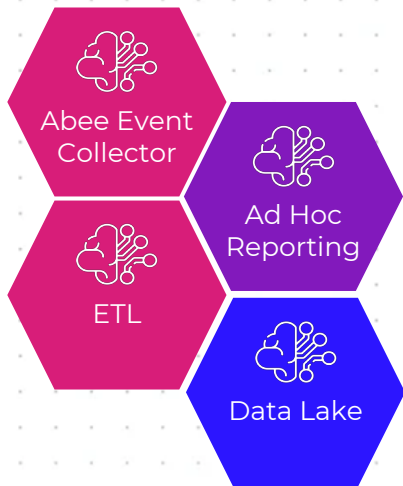 Abee Event
Collector
Ad Hoc
Reporting
ETL
Data Lake